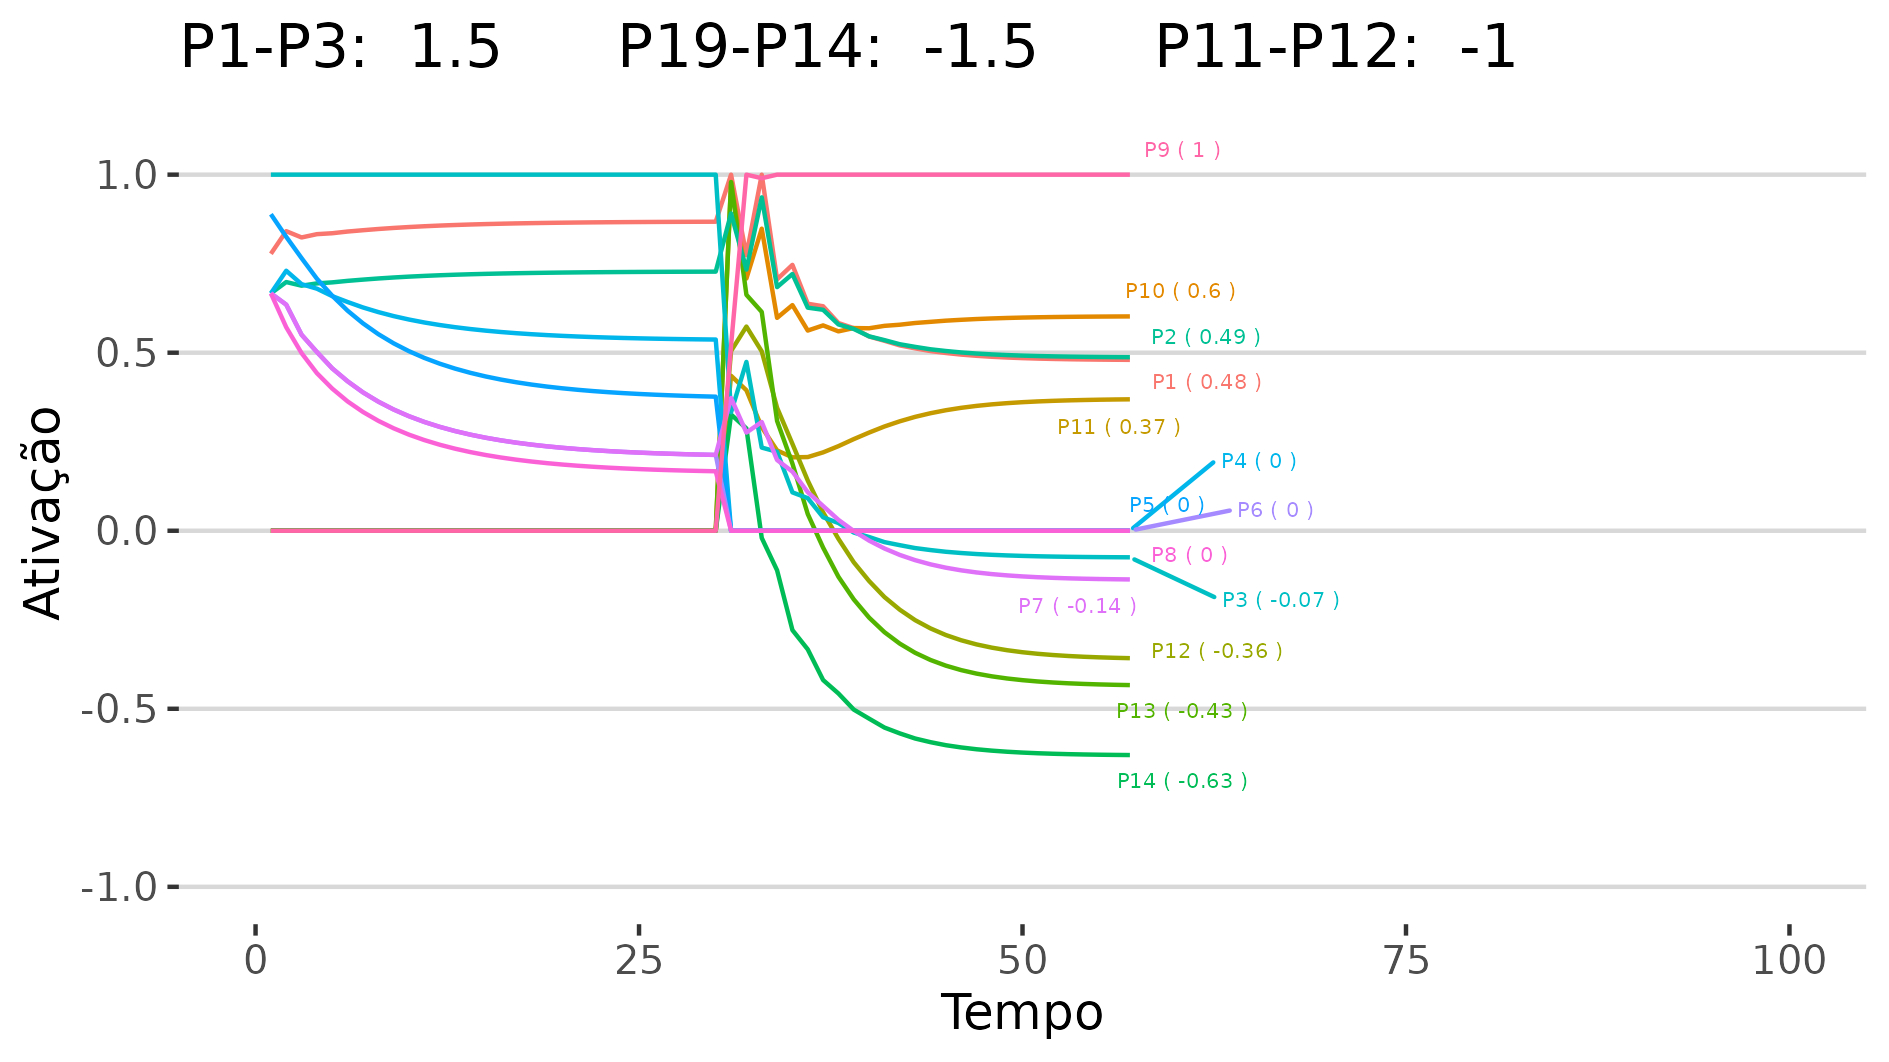 P1-P3: 1.5 P19-P14: -1.5 P11-P12: -1
P9 ( 1 )
1.0
P10 ( 0.6 )
P2 ( 0.49 )
0.5
P1 ( 0.48 )
P11 ( 0.37 )
P4 ( 0 )
P5 ( 0 )
P6 ( 0 )
0.0
P8 ( 0 )
P3 ( -0.07 )
P7 ( -0.14 )
P12 ( -0.36 )
-0.5
P13 ( -0.43 )
P14 ( -0.63 )
-1.0
Ativação
0 25 50 75 100
Tempo